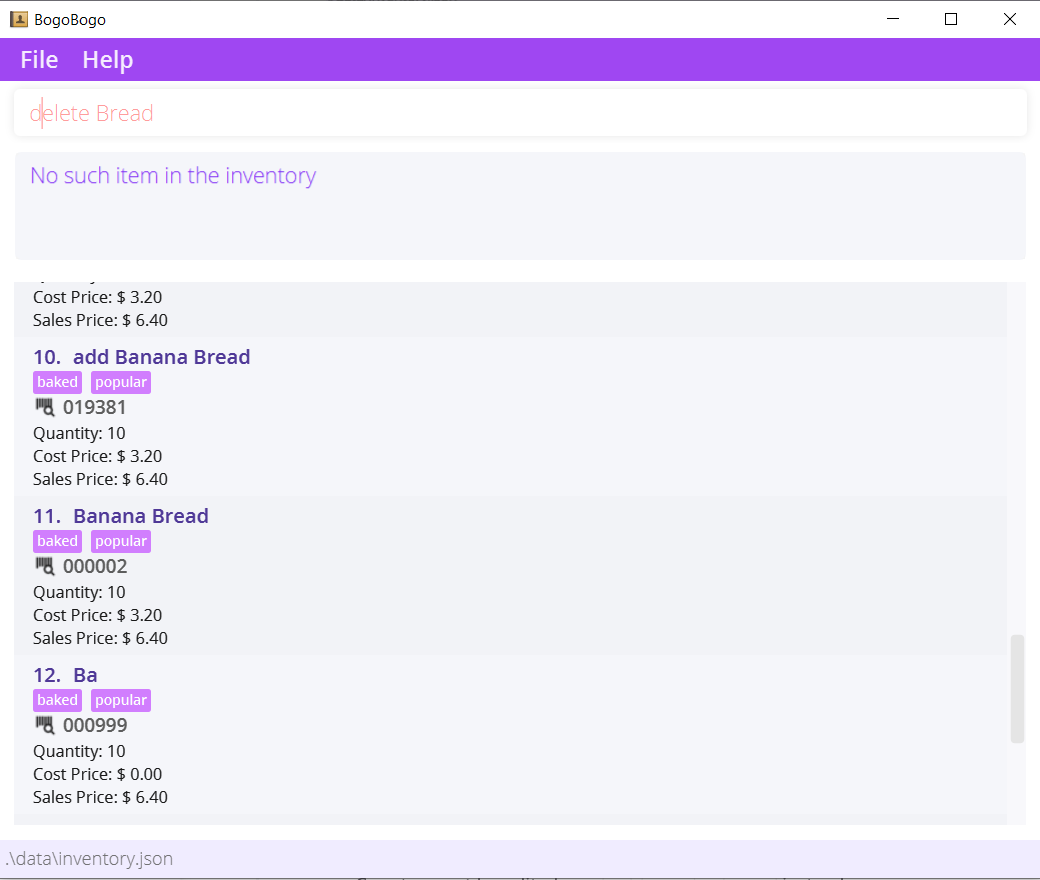 BogoBogo
File Help
delete Bread
No such item in the inventory
Cost Price: $ 3.20
Sales Price: $ 6.40
10. add Banana Bread
baked popular
019381
Quantity: 10
Cost Price: $ 3.20
Sales Price: $ 6.40
11. Banana Bread
baked popular
000002
Quantity: 10
Cost Price: $ 3.20
Sales Price: $ 6.40
12. Ba
baked popular
000999
Quantity: 10
Cost Price: $ 0.00
Sales Price: $ 6.40
.\data\inventory.json